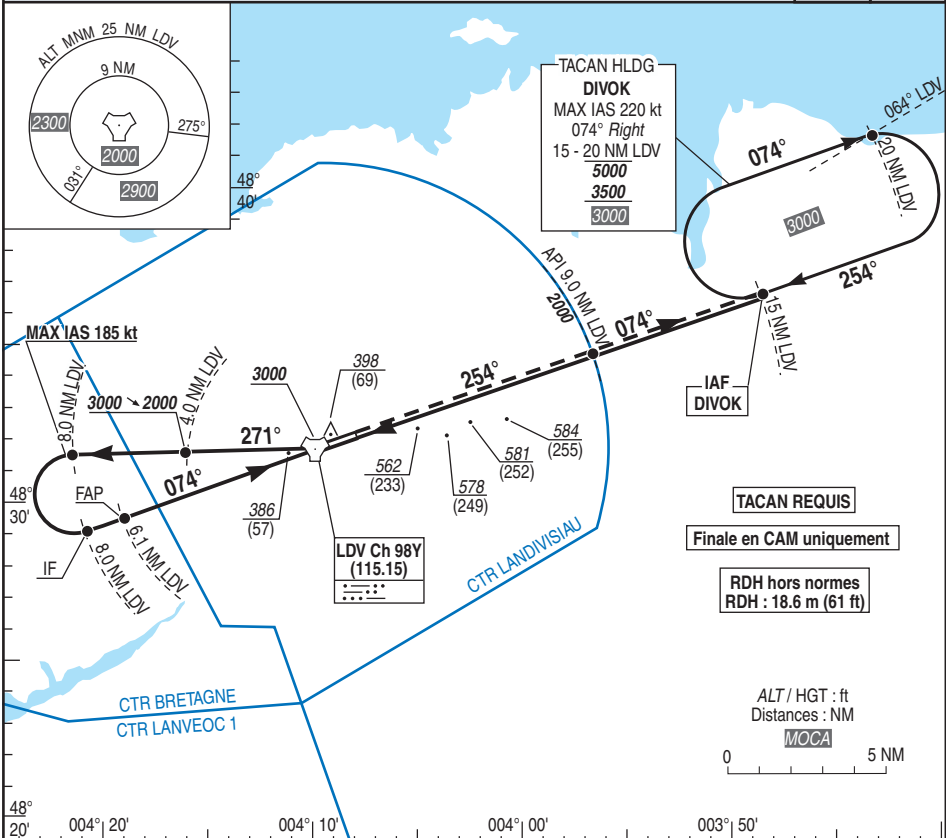 ALT MNM 25 NM LDV
9 NM
2300
275°
2000
031°
2900
48°
40'
TACAN HLDG
DIVOK
MAX IAS 220 kt
074° Right
15 - 20 NM LDV
5000
3500
3000
064° LDV
074°
20 NM LDV
3000
254°
15 NM LDV
API 9.0 NM LDV
2000
074°
IAF
DIVOK
MAX IAS 185 kt
8.0 NM LDV
3000 ↘ 2000
4.0 NM LDV
3000
398
(69)
254°
271°
074°
584
(255)
581
(252)
562
(233)
578
(249)
386
(57)
48°
30'
FAP
6.1 NM LDV
IF
8.0 NM LDV
LDV Ch 98Y
(115.15)
CTR LANDIVISIAU
TACAN REQUIS
Finale en CAM uniquement
RDH hors normes
RDH : 18.6 m (61 ft)
CTR BRETAGNE
CTR LANVEOC 1
ALT / HGT : ft
Distances : NM
MOCA
0 5 NM
48°
20'
004° 20' 004° 10' 004° 00' 003° 50'